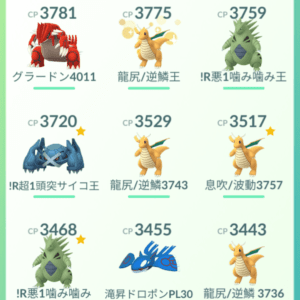 CP 3781 CP 3775 CP 3759
グラードン4011 龍尻/逆鱗王 !R悪1噛み噛み王
CP 3720 CP 3529 CP 3517
!R超1頭突サイコ王 龍尻/逆鱗3743 息吹/波動3757
CP 3468 CP 3455 CP 3443
!R悪1噛み噛み 滝昇ドロポンPL30 龍尻/逆鱗 3736